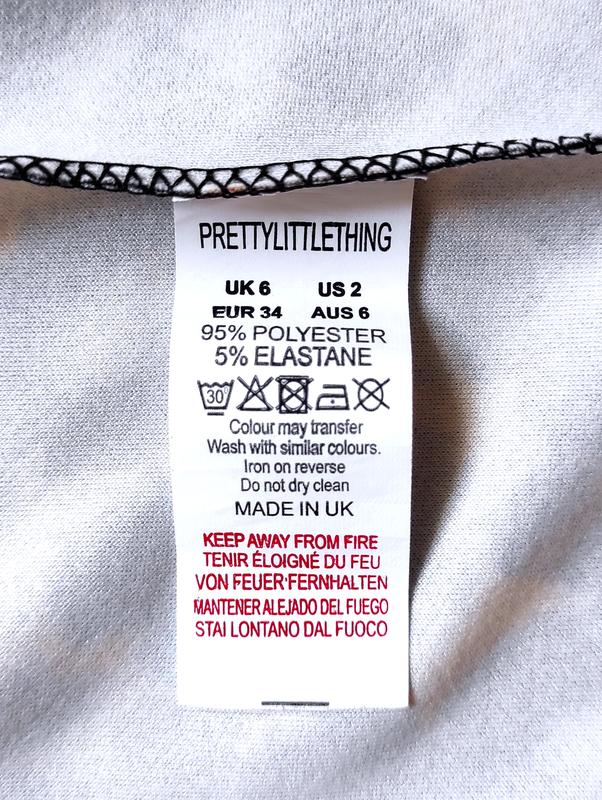 PRETTYLITTLETHING
UK 6 US 2
EUR 34 AUS 6
95% POLYESTER
5% ELASTANE
30
Colour may transfer
Wash with similar colours.
Iron on reverse
Do not dry clean
MADE IN UK
KEEP AWAY FROM FIRE
TENIR ÉLOIGNÉ DU FEU
VON FEUER FERNHALTEN
MANTENER ALEJADO DEL FUEGO
STAI LONTANO DAL FUOCO